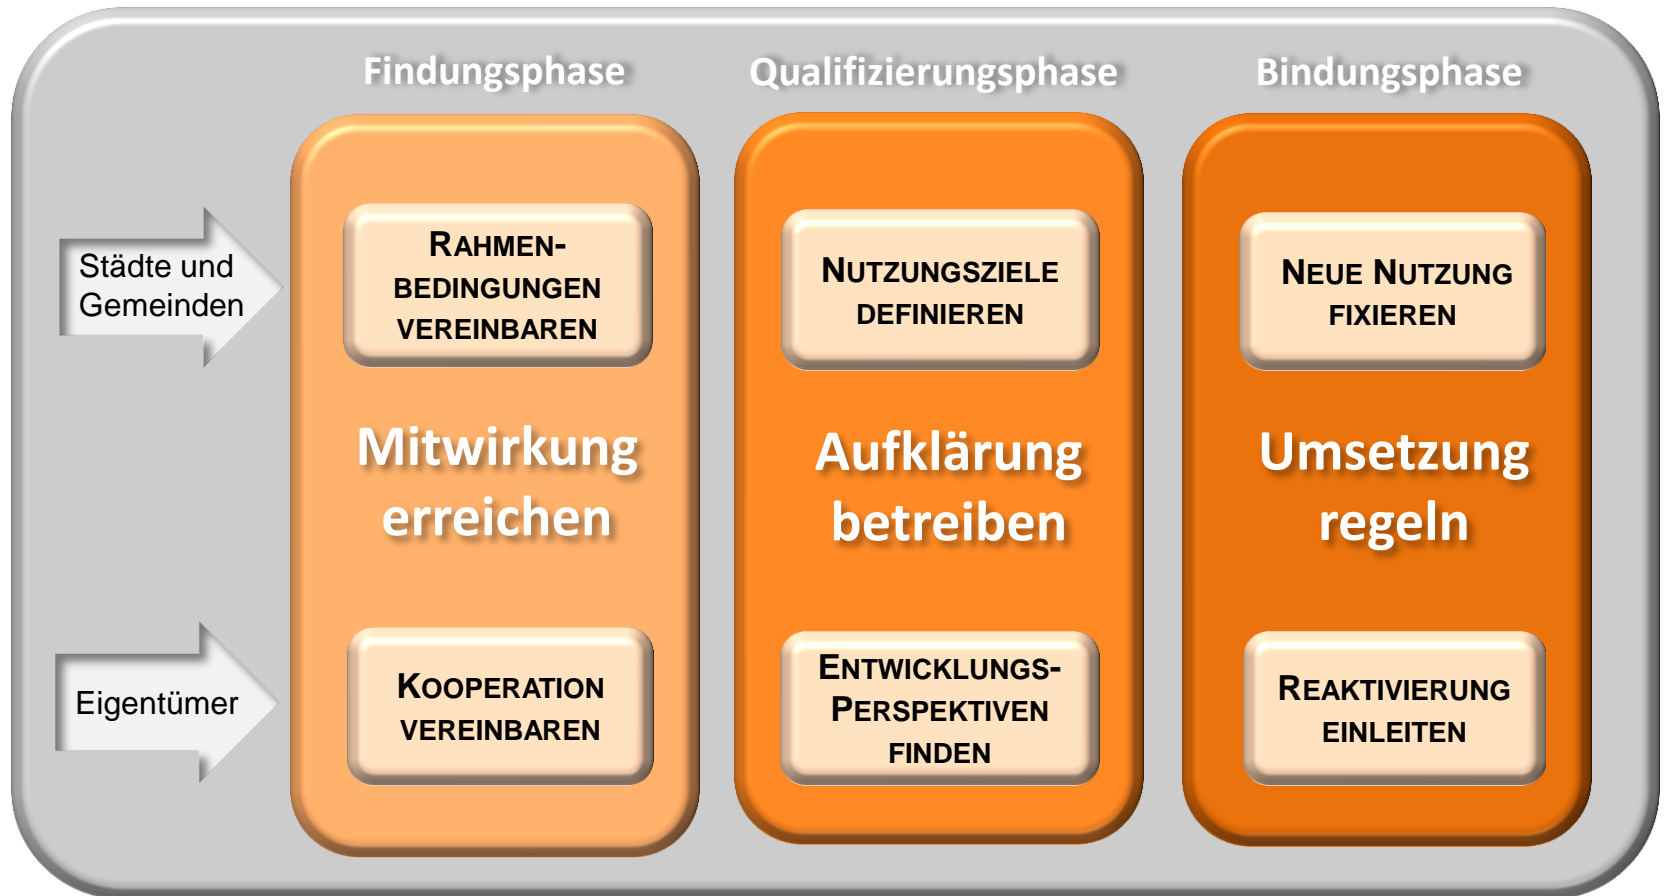 Findungsphase
Qualifizierungsphase
Bindungsphase
Städte und
Gemeinden
RAHMEN-
BEDINGUNGEN
VEREINBAREN
NUTZUNGSZIELE
DEFINIEREN
NEUE NUTZUNG
FIXIEREN
Mitwirkung
erreichen
Aufklärung
betreiben
Umsetzung
regeln
Eigentümer
KOOPERATION
VEREINBAREN
ENTWICKLUNGS-
PERSPEKTIVEN
FINDEN
REAKTIVIERUNG
EINLEITEN